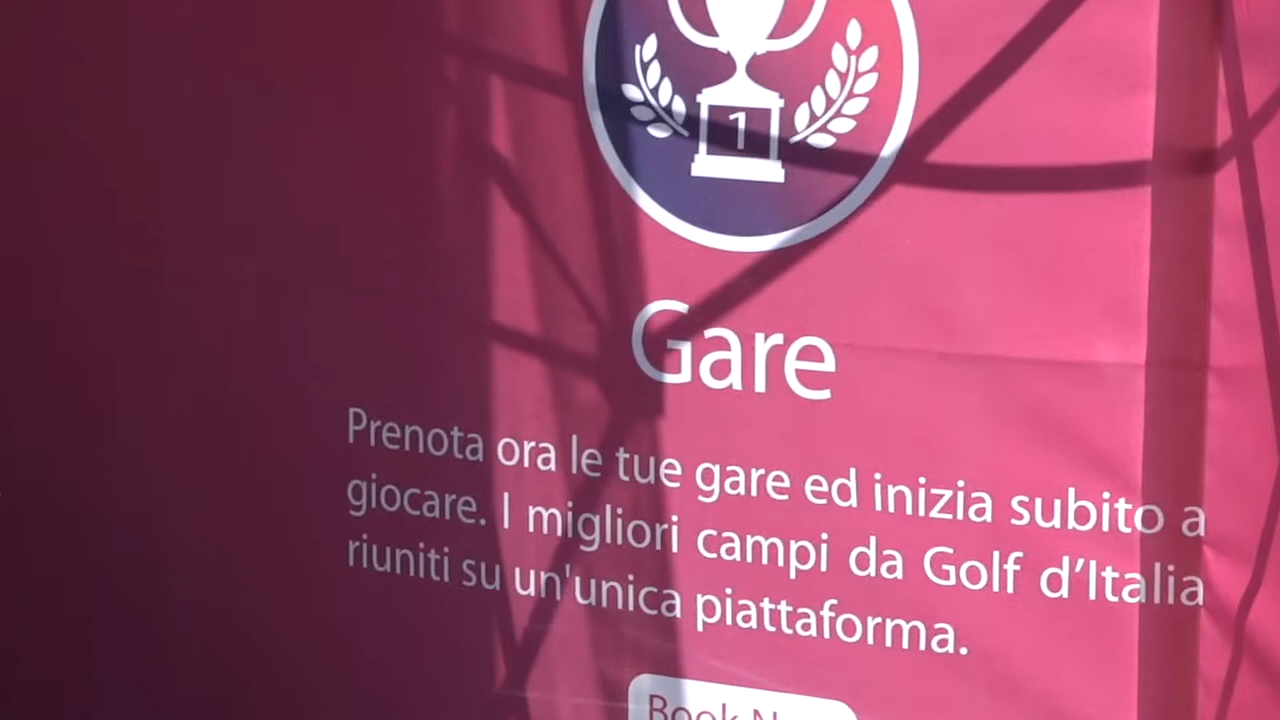 1
Gare
Prenota ora le tue gare ed inizia subito a
giocare. I migliori campi da Golf d’Italia
riuniti su un'unica piattaforma.
Book